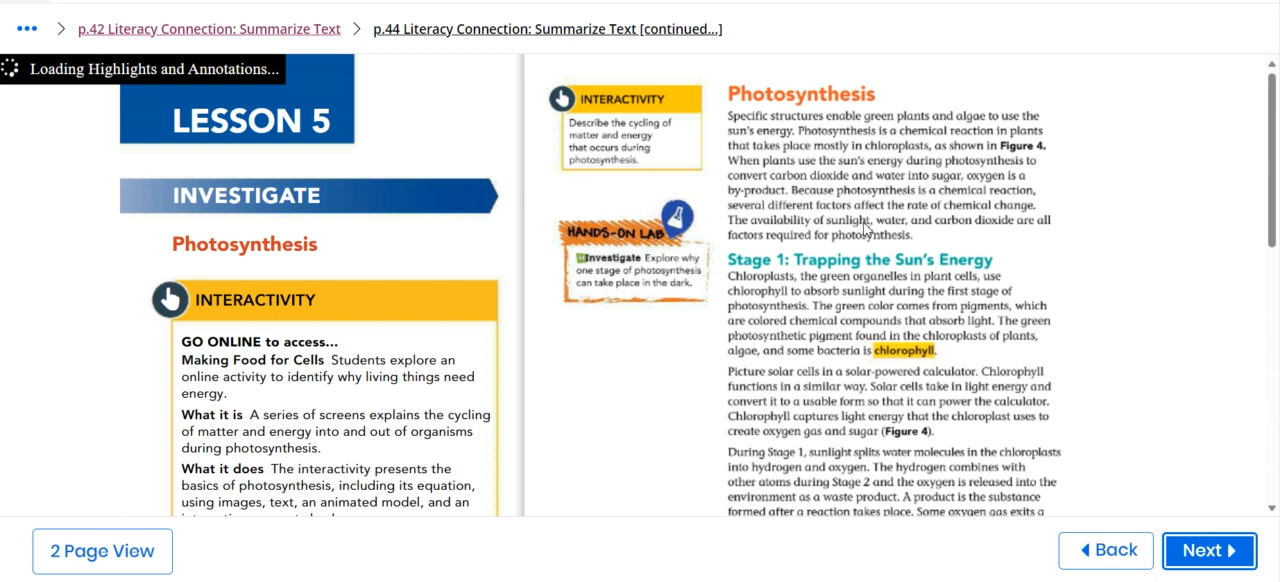 p.42 Literacy Connection: Summarize Text
p.44 Literacy Connection: Summarize Text [continued...]
Loading Highlights and Annotations...
LESSON 5
INVESTIGATE
Photosynthesis
INTERACTIVITY
GO ONLINE to access...
Making Food for Cells Students explore an
online activity to identify why living things need
energy.
What it is A series of screens explains the cycling
of matter and energy into and out of organisms
during photosynthesis.
What it does The interactivity presents the
basics of photosynthesis, including its equation,
using images, text, an animated model, and an
INTERACTIVITY
Describe the cycling of
matter and energy
that occurs during
photosynthesis.
HANDS-ON LAB
Investigate Explore why
one stage of photosynthesis
can take place in the dark.
Photosynthesis
Specific structures enable green plants and algae to use the
sun's energy. Photosynthesis is a chemical reaction in plants
that takes place mostly in chloroplasts, as shown in Figure 4.
When plants use the sun's energy during photosynthesis to
convert carbon dioxide and water into sugar, oxygen is a
by-product. Because photosynthesis is a chemical reaction,
several different factors affect the rate of chemical change.
The availability of sunlight, water, and carbon dioxide are all
factors required for photosynthesis.
Stage 1: Trapping the Sun's Energy
Chloroplasts, the green organelles in plant cells, use
chlorophyll to absorb sunlight during the first stage of
photosynthesis. The green color comes from pigments, which
are colored chemical compounds that absorb light. The green
photosynthetic pigment found in the chloroplasts of plants,
algae, and some bacteria is chlorophyll.
Picture solar cells in a solar-powered calculator. Chlorophyll
functions in a similar way. Solar cells take in light energy and
convert it to a usable form so that it can power the calculator.
Chlorophyll captures light energy that the chloroplast uses to
create oxygen gas and sugar (Figure 4).
During Stage 1, sunlight splits water molecules in the chloroplasts
into hydrogen and oxygen. The hydrogen combines with
other atoms during Stage 2 and the oxygen is released into the
environment as a waste product. A product is the substance
formed after a reaction takes place. Some oxygen gas exits a
2 Page View
Back
Next